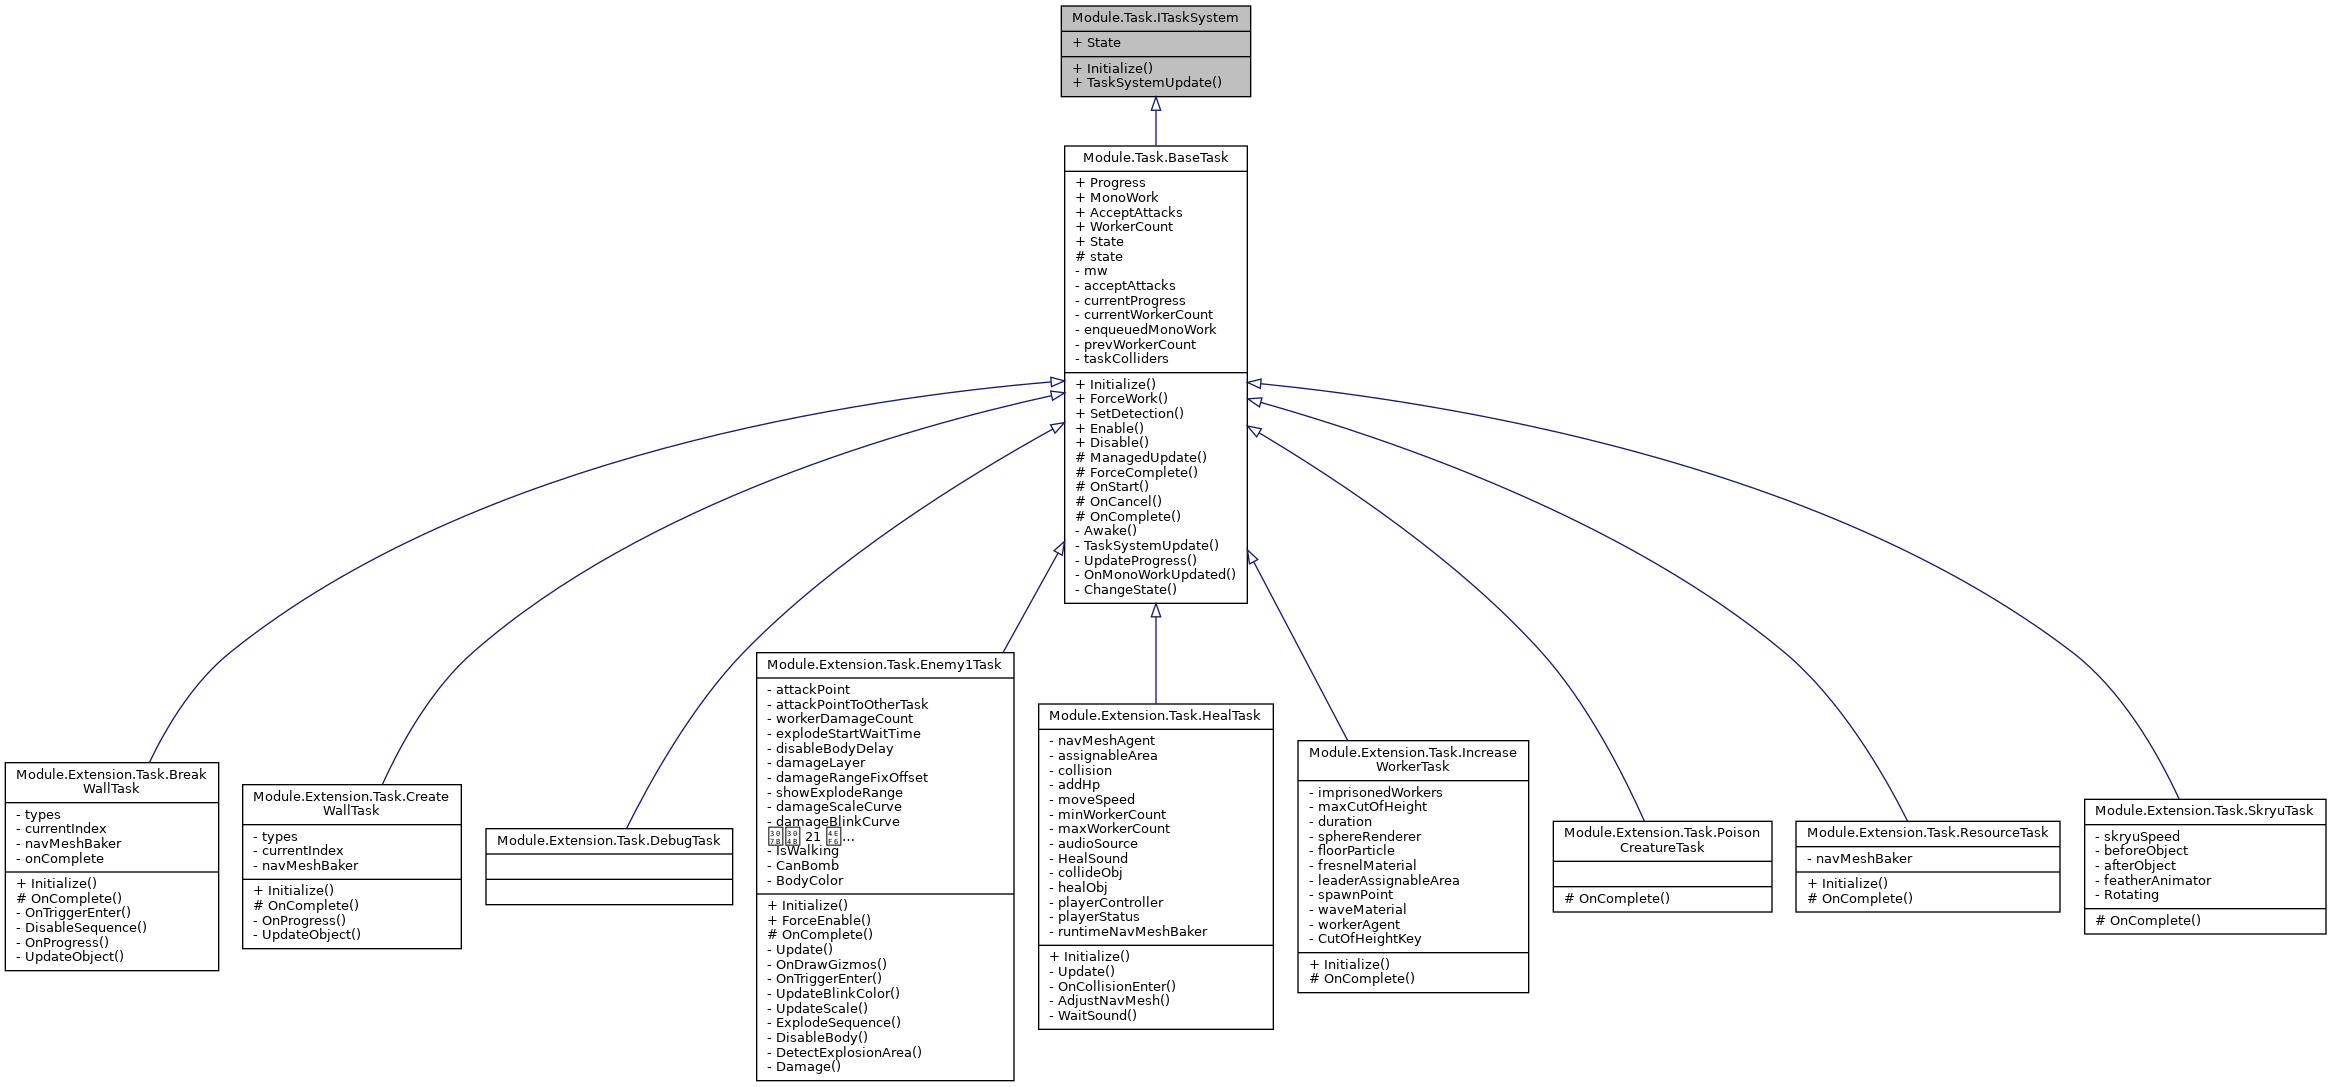 Module.Task.ITaskSystem
+ State
+ Initialize()
+ TaskSystemUpdate()
Module.Task.BaseTask
+ Progress
+ MonoWork
+ AcceptAttacks
+ WorkerCount
+ State
# state
- mw
- acceptAttacks
- currentProgress
- currentWorkerCount
- enqueuedMonoWork
- prevWorkerCount
- taskColliders
+ Initialize()
+ ForceWork()
+ SetDetection()
+ Enable()
+ Disable()
# ManagedUpdate()
# ForceComplete()
# OnStart()
# OnCancel()
# OnComplete()
- Awake()
- TaskSystemUpdate()
- UpdateProgress()
- OnMonoWorkUpdated()
- ChangeState()
Module.Extension.Task.Break
WallTask
- types
- currentIndex
- navMeshBaker
- onComplete
+ Initialize()
# OnComplete()
- OnTriggerEnter()
- DisableSequence()
- OnProgress()
- UpdateObject()
Module.Extension.Task.Create
WallTask
- types
- currentIndex
- navMeshBaker
+ Initialize()
# OnComplete()
- OnProgress()
- UpdateObject()
Module.Extension.Task.DebugTask
Module.Extension.Task.Enemy1Task
- attackPoint
- attackPointToOtherTask
- workerDamageCount
- explodeStartWaitTime
- disableBodyDelay
- damageLayer
- damageRangeFixOffset
- showExplodeRange
- damageScaleCurve
- damageBlinkCurve
21 ...
- IsWalking
- CanBomb
- BodyColor
+ Initialize()
+ ForceEnable()
# OnComplete()
- Update()
- OnDrawGizmos()
- OnTriggerEnter()
- UpdateBlinkColor()
- UpdateScale()
- ExplodeSequence()
- DisableBody()
- DetectExplosionArea()
- Damage()
Module.Extension.Task.HealTask
- navMeshAgent
- assignableArea
- collision
- addHp
- moveSpeed
- minWorkerCount
- maxWorkerCount
- audioSource
- HealSound
- collideObj
- healObj
- playerController
- playerStatus
- runtimeNavMeshBaker
+ Initialize()
- Update()
- OnCollisionEnter()
- AdjustNavMesh()
- WaitSound()
Module.Extension.Task.Increase
WorkerTask
- imprisonedWorkers
- maxCutOfHeight
- duration
- sphereRenderer
- floorParticle
- fresnelMaterial
- leaderAssignableArea
- spawnPoint
- waveMaterial
- workerAgent
- CutOfHeightKey
+ Initialize()
# OnComplete()
Module.Extension.Task.Poison
CreatureTask
# OnComplete()
Module.Extension.Task.ResourceTask
- navMeshBaker
+ Initialize()
# OnComplete()
Module.Extension.Task.SkryuTask
- skryuSpeed
- beforeObject
- afterObject
- featherAnimator
- Rotating
# OnComplete()